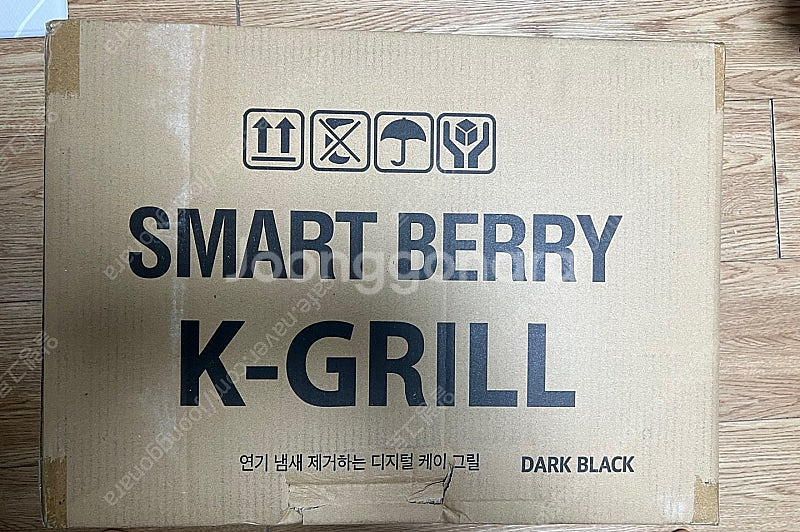 SMART BERRY
Joonggonara
K-GRILL
연기 냄새 제거하는 디지털 케이 그릴 DARK BLACK